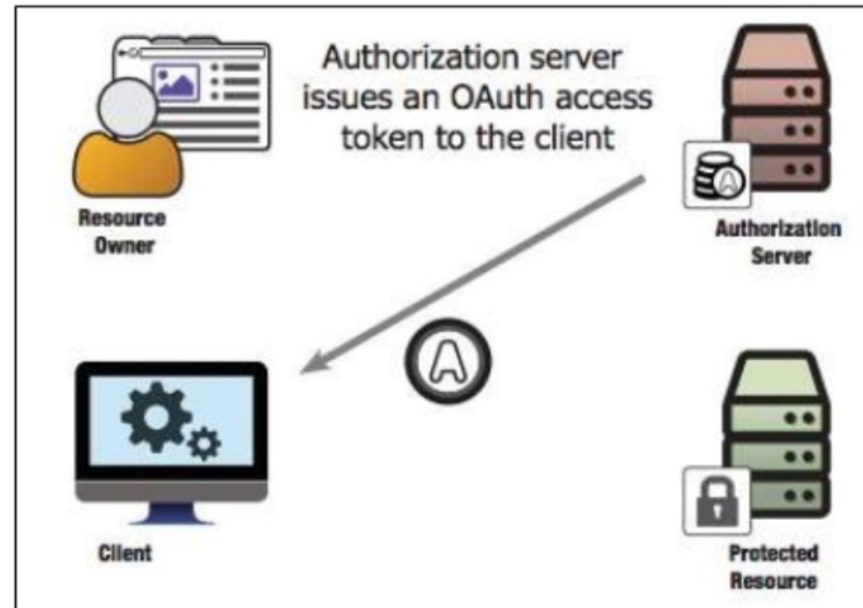 Authorization server
issues an OAuth access
token to the client
Resource
Owner
A
Authorization
Server
A
Client
Protected
Resource